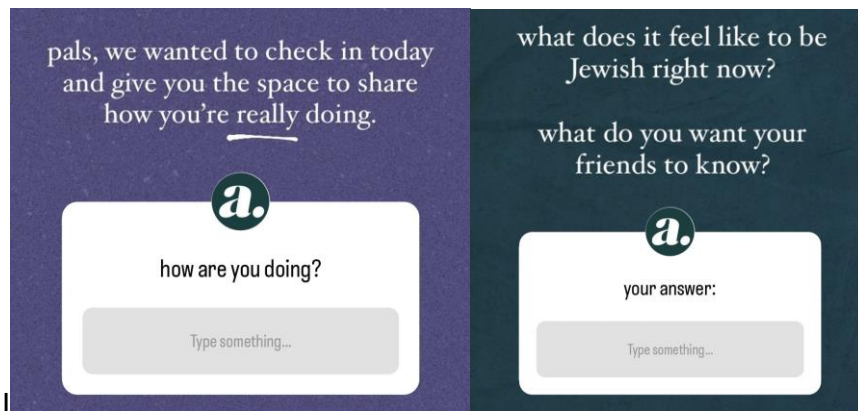 pals, we wanted to check in today
and give you the space to share
how you're really doing.
a.
how are you doing?
Type something...
what does it feel like to be
Jewish right now?
what do you want your
friends to know?
a.
your answer:
Type something...